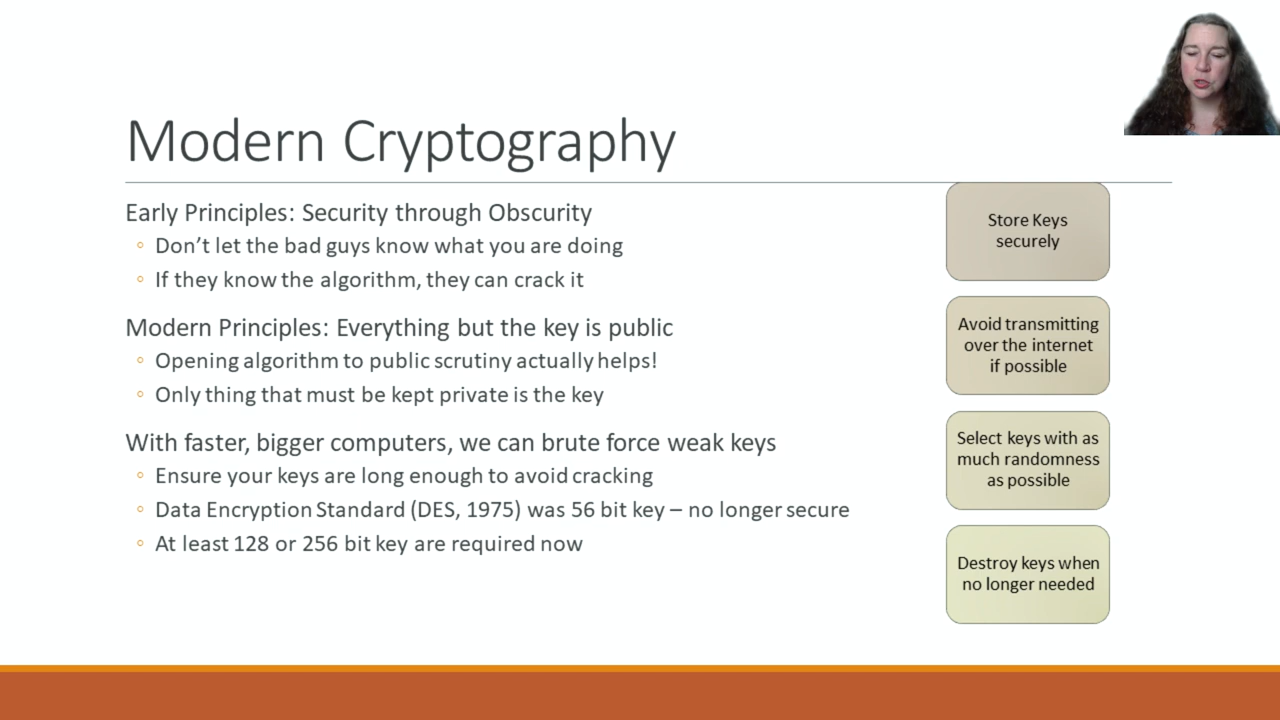 Modern Cryptography
Early Principles: Security through Obscurity
Don’t let the bad guys know what you are doing
If they know the algorithm, they can crack it
Modern Principles: Everything but the key is public
Opening algorithm to public scrutiny actually helps!
Only thing that must be kept private is the key
With faster, bigger computers, we can brute force weak keys
Ensure your keys are long enough to avoid cracking
Data Encryption Standard (DES, 1975) was 56 bit key – no longer secure
At least 128 or 256 bit key are required now
Store Keys
securely
Avoid transmitting
over the internet
if possible
Select keys with as
much randomness
as possible
Destroy keys when
no longer needed